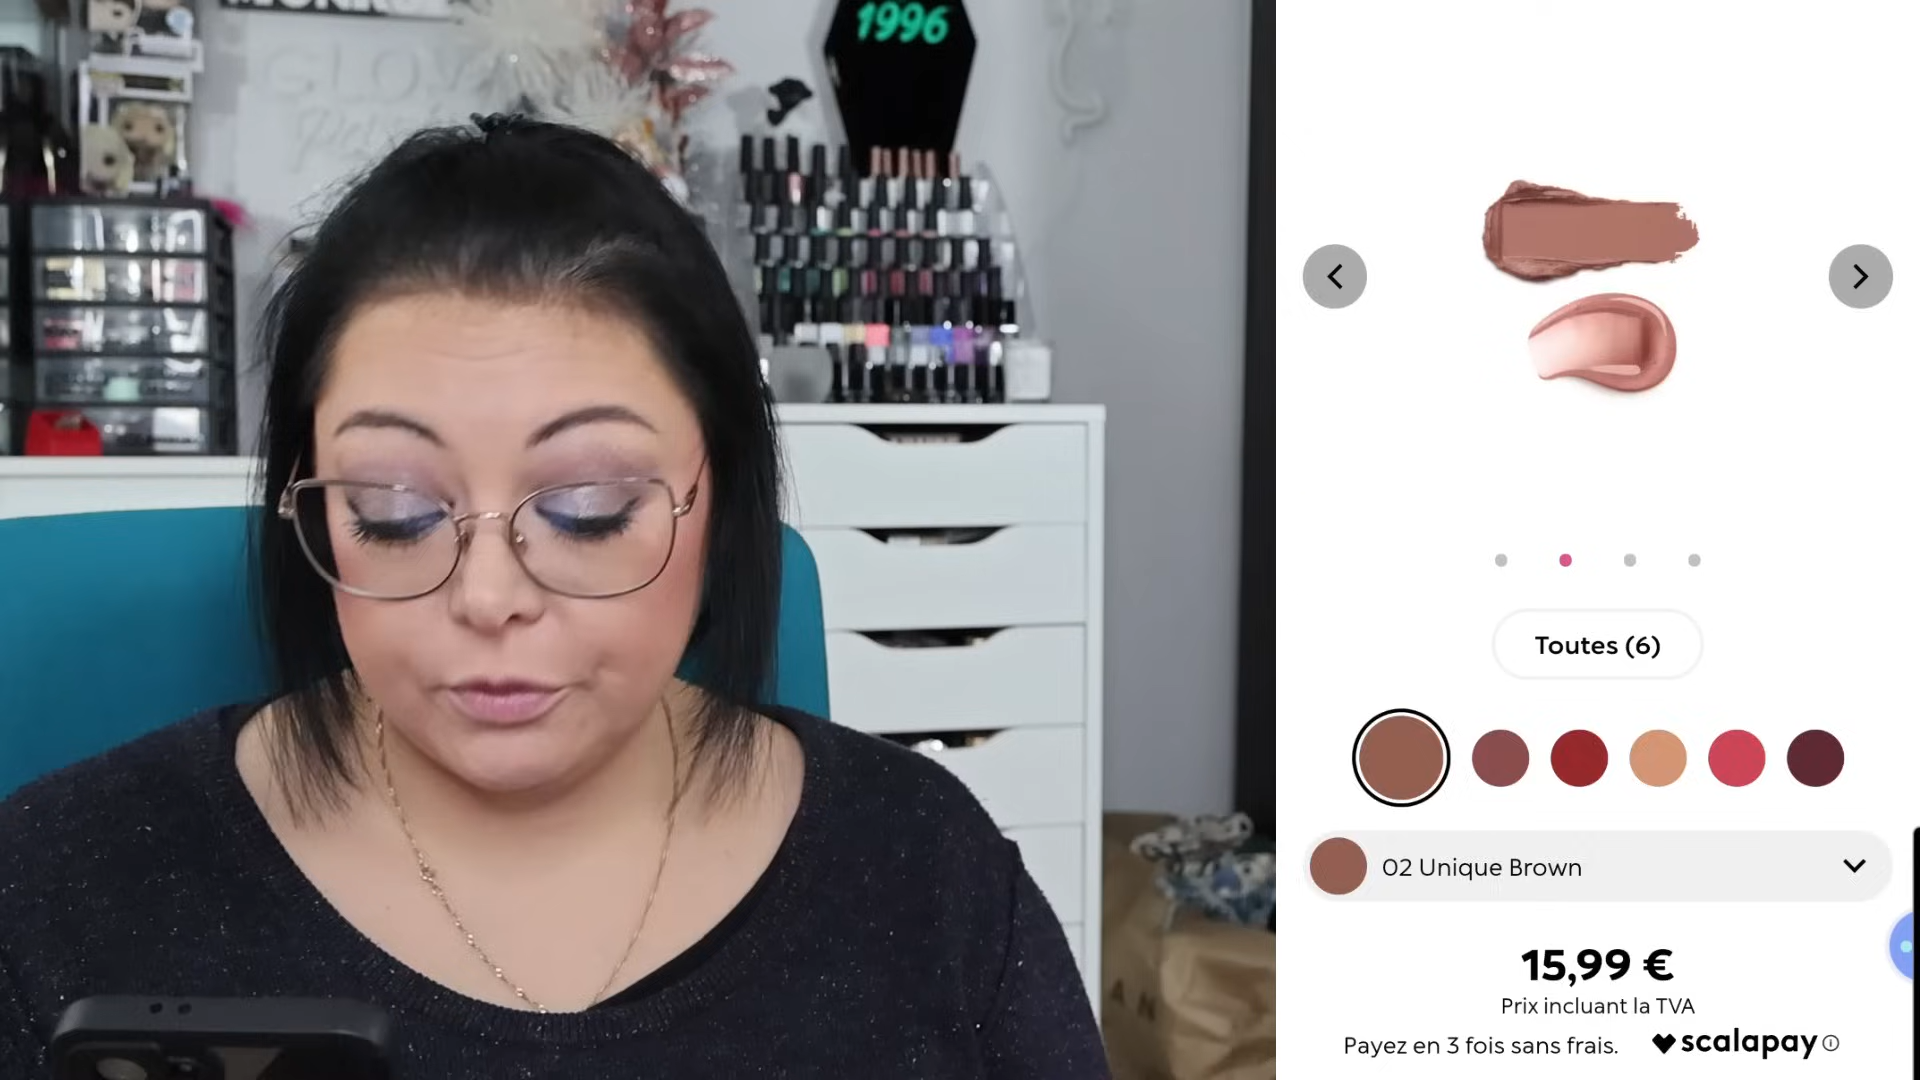 1996
GLOW
Toutes (6)
02 Unique Brown
15,99 €
Prix incluant la TVA
Payez en 3 fois sans frais. scalapay